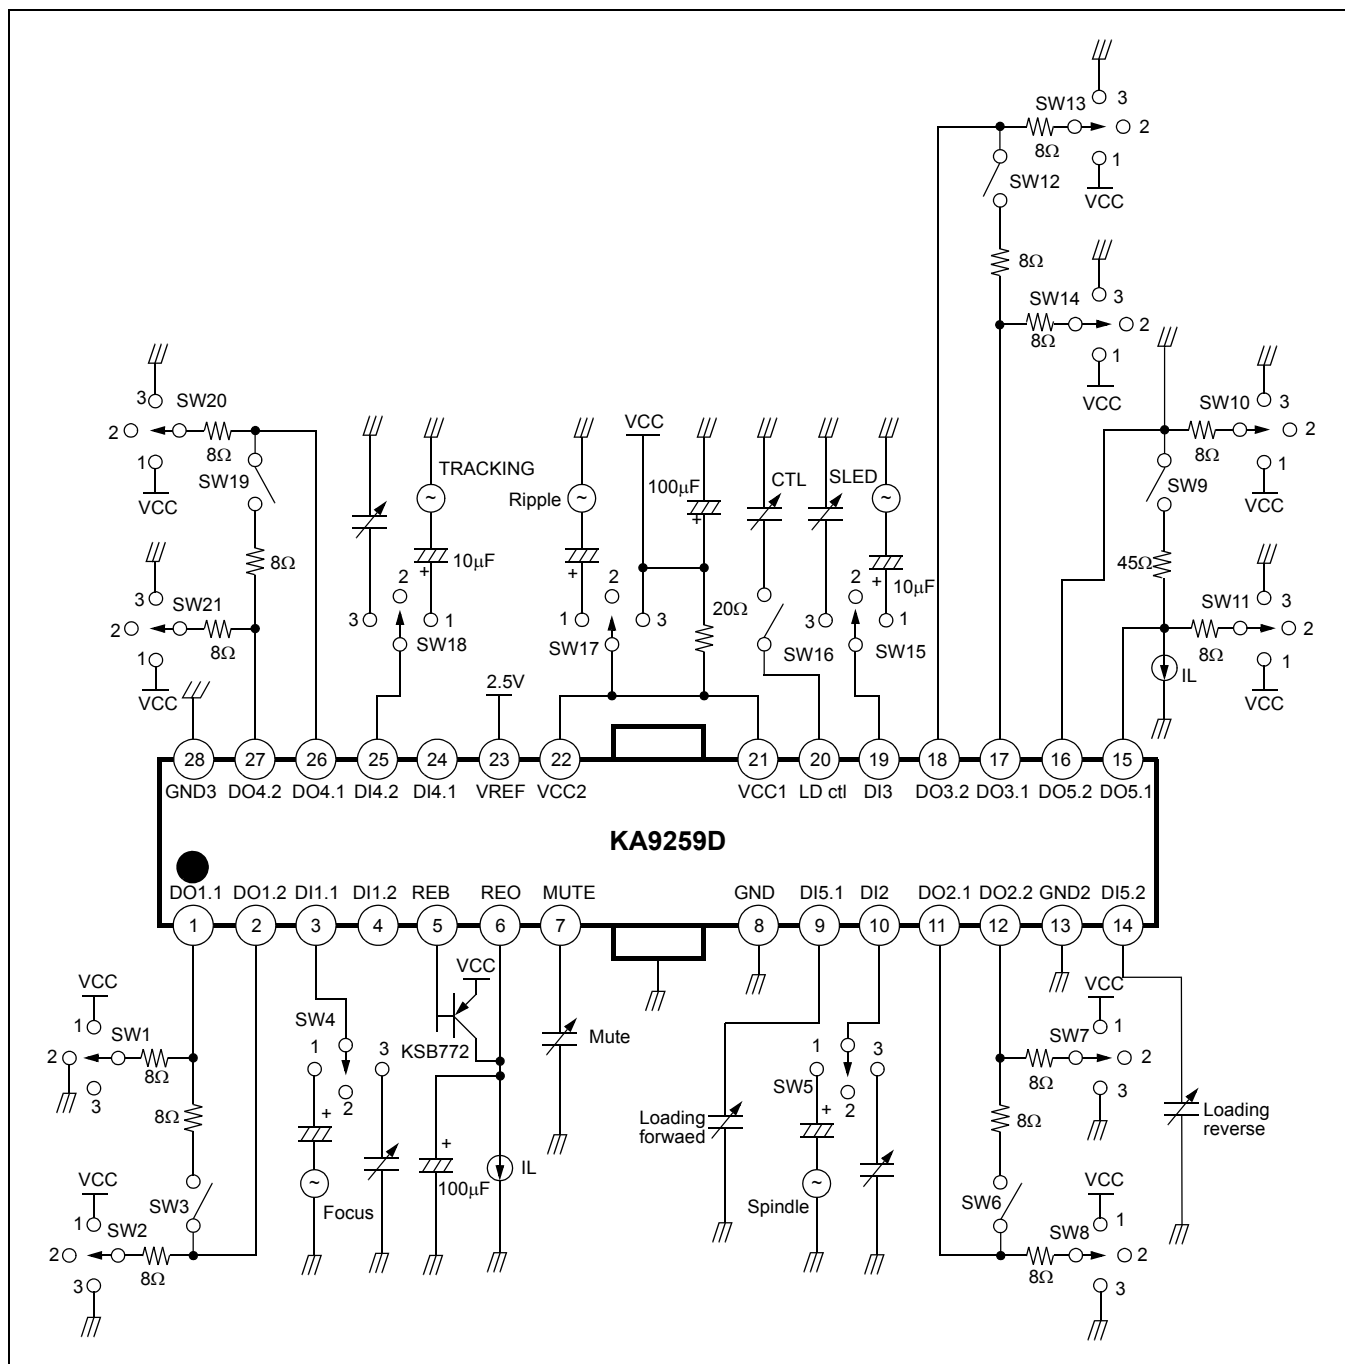 3
SW13
2
8Ω
1
SW12
VCC
8Ω
SW14
3
2
8Ω
1
VCC
3
SW20
2
8Ω
1
SW19
VCC
8Ω
3
SW21
2
8Ω
1
VCC
TRACKING
10μF
2
3
1
SW18
2.5V
Ripple
VCC
100μF
2
1
3
SW17
20Ω
CTL
SLED
SW16
10μF
2
3
1
SW15
SW10
3
2
8Ω
1
SW9
VCC
45Ω
SW11
3
2
8Ω
1
IL
VCC
28 27 26 25 24 23 22 21 20 19 18 17 16 15
GND3 DO4.2 DO4.1 DI4.2 DI4.1 VREF VCC2 VCC1 LD ctl DI3 DO3.2 DO3.1 DO5.2 DO5.1
KA9259D
DO1.1 DO1.2 DI1.1 DI1.2 REB REO MUTE GND DI5.1 DI2 DO2.1 DO2.2 GND2 DI5.2
1 2 3 4 5 6 7 8 9 10 11 12 13 14
VCC
1
SW1
2
8Ω
3
8Ω
SW3
VCC
1
SW2
2
8Ω
3
SW4
1
3
2
+
Focus
VCC
KSB772
+
100μF
IL
Mute
Loading
forwaed
1
3
SW5
2
+
Spindle
VCC
1
SW7
2
8Ω
3
8Ω
SW6
VCC
1
SW8
2
8Ω
3
Loading
reverse